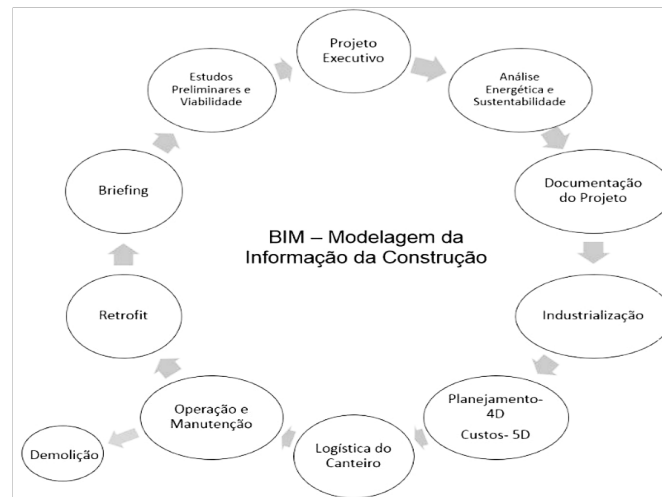 Projeto
Executivo
Estudos
Preliminares e
Viabilidade
Análise
Energética e
Sustentabilidade
Briefing
Documentação
do Projeto
BIM – Modelagem da
Informação da Construção
Retrofit
Industrialização
Operação e
Manutenção
Planejamento-
4D
Custos- 5D
Logística do
Canteiro
Demolição